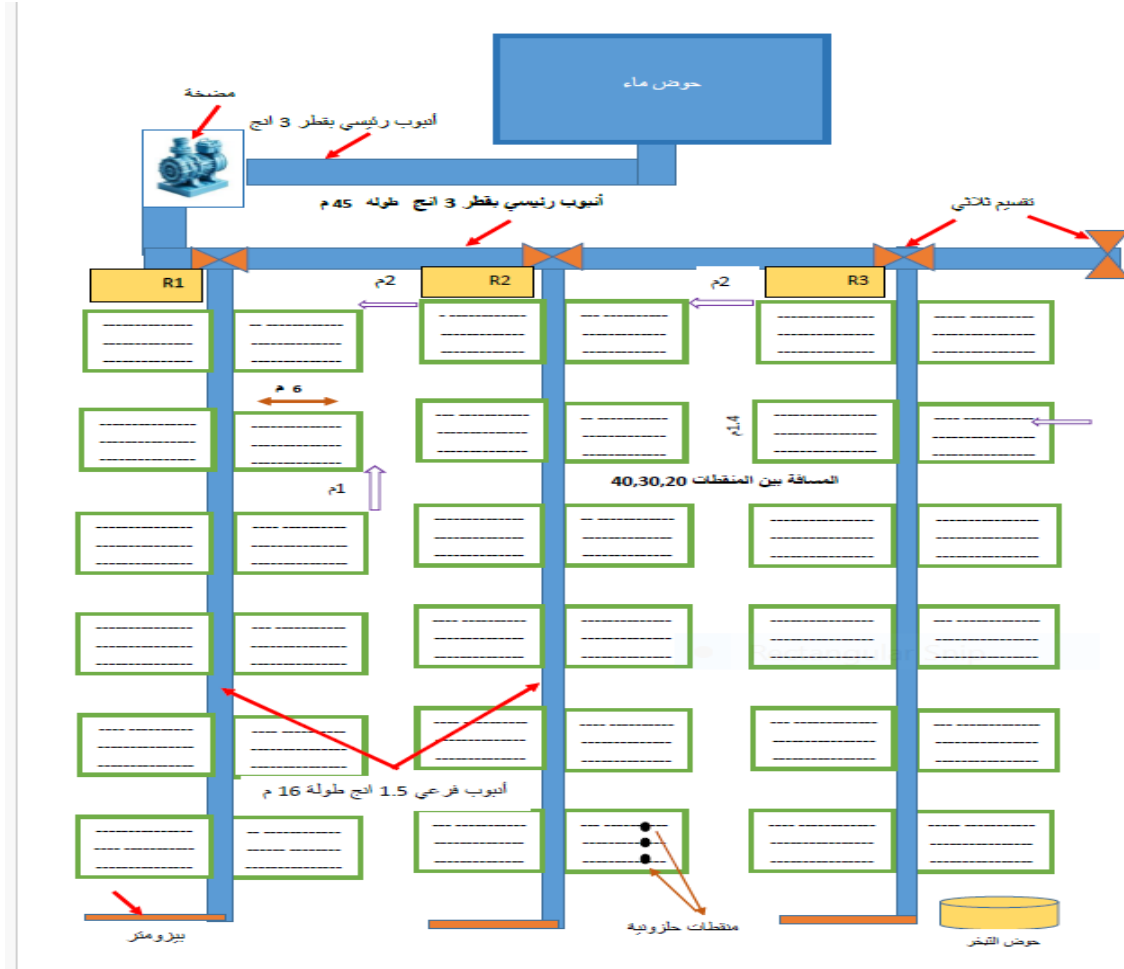 حوض ماء
مضخة
أنبوب رئيسي بقطر 3 انج
أنبوب رئيسي بقطر 3 انج طوله 45 م
تقسيم ثلاثي
R1
2م
R2
2م
R3
6 م
1.4م
المسافة بين المنقطات 40,30,20
1م
Rectangular Snip
أنبوب فرعي 1.5 انج طولة 16 م
بيزومتر
منقطات حلزونية
حوض التبخر